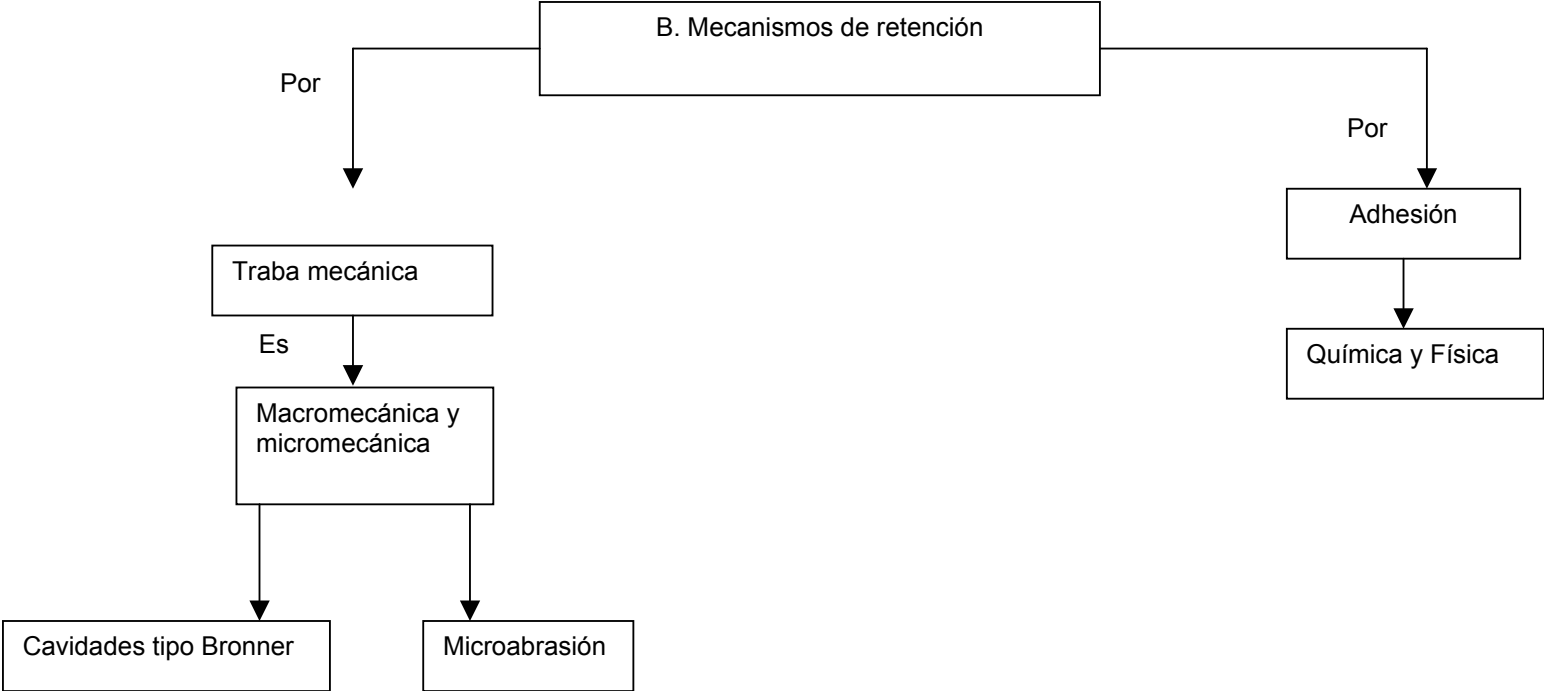 B. Mecanismos de retención
Por
Por
Adhesión
Traba mecánica
Es
Química y Física
Macromecánica y
micromecánica
Cavidades tipo Bronner
Microabrasión